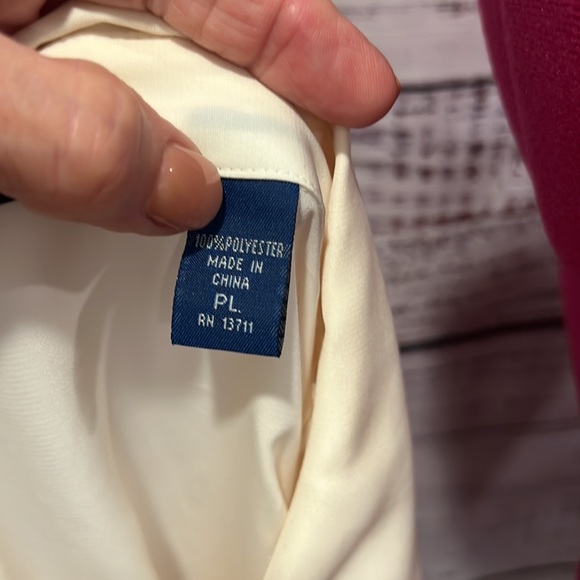 100%POLYESTER
MADE IN
CHINA
PL
RN 13711